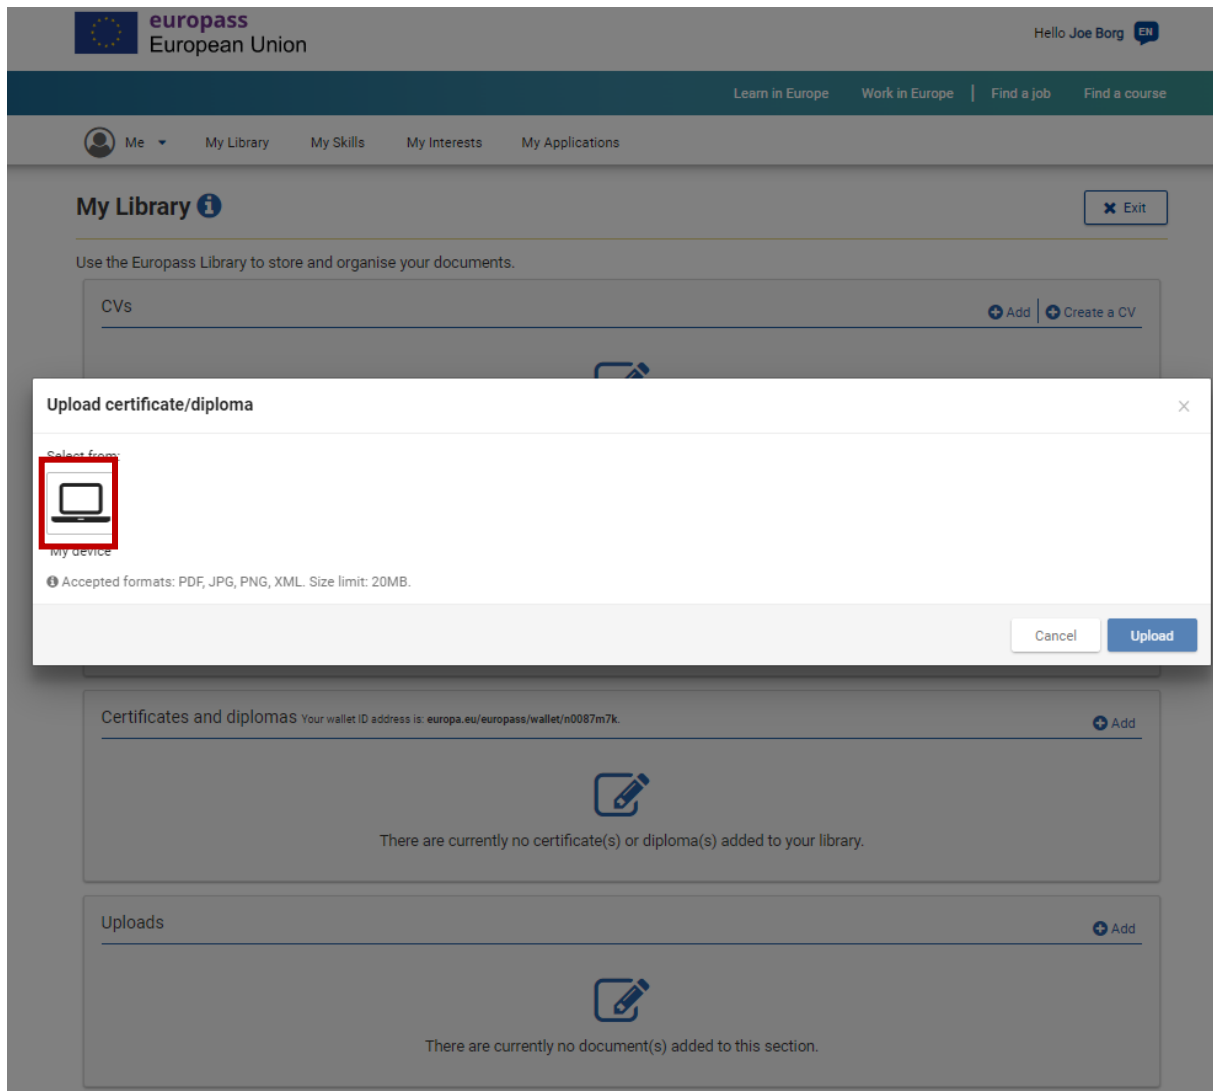 europass
European Union
Hello Joe Borg EN
Learn in Europe Work in Europe | Find a job Find a course
Me My Library My Skills My Interests My Applications
My Library
Exit
Use the Europass Library to store and organise your documents.
CVs
Add | Create a CV
Upload certificate/diploma
Select from:
My device
Accepted formats: PDF, JPG, PNG, XML. Size limit: 20MB.
Cancel Upload
Certificates and diplomas Your wallet ID address is: europa.eu/europass/wallet/n0087m7k.
Add
There are currently no certificate(s) or diploma(s) added to your library.
Uploads
Add
There are currently no document(s) added to this section.